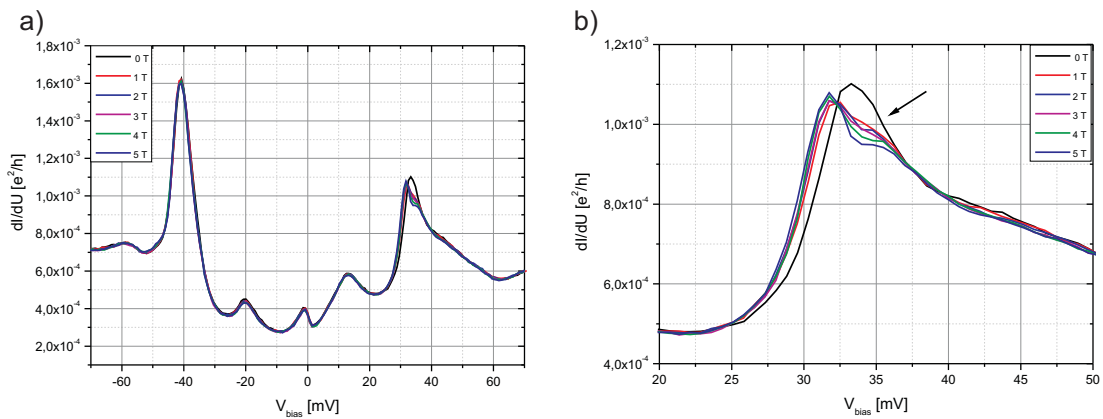 a)
1,8x10⁻³
1,6x10⁻³
1,4x10⁻³
1,2x10⁻³
1,0x10⁻³
8,0x10⁻⁴
6,0x10⁻⁴
4,0x10⁻⁴
2,0x10⁻⁴
dI/dU [e²/h]
0 T
1 T
2 T
3 T
4 T
5 T
-60 -40 -20 0 20 40 60
V_bias [mV]
b)
1,2x10⁻³
1,0x10⁻³
8,0x10⁻⁴
6,0x10⁻⁴
4,0x10⁻⁴
dI/dU [e²/h]
0 T
1 T
2 T
3 T
4 T
5 T
20 25 30 35 40 45 50
V_bias [mV]